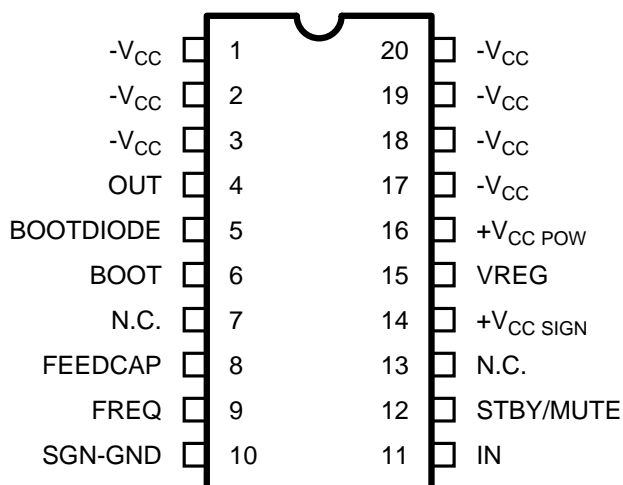 -VCC 1 20 -VCC
-VCC 2 19 -VCC
-VCC 3 18 -VCC
OUT 4 17 -VCC
BOOTDIODE 5 16 +VCC POW
BOOT 6 15 VREG
N.C. 7 14 +VCC SIGN
FEEDCAP 8 13 N.C.
FREQ 9 12 STBY/MUTE
SGN-GND 10 11 IN